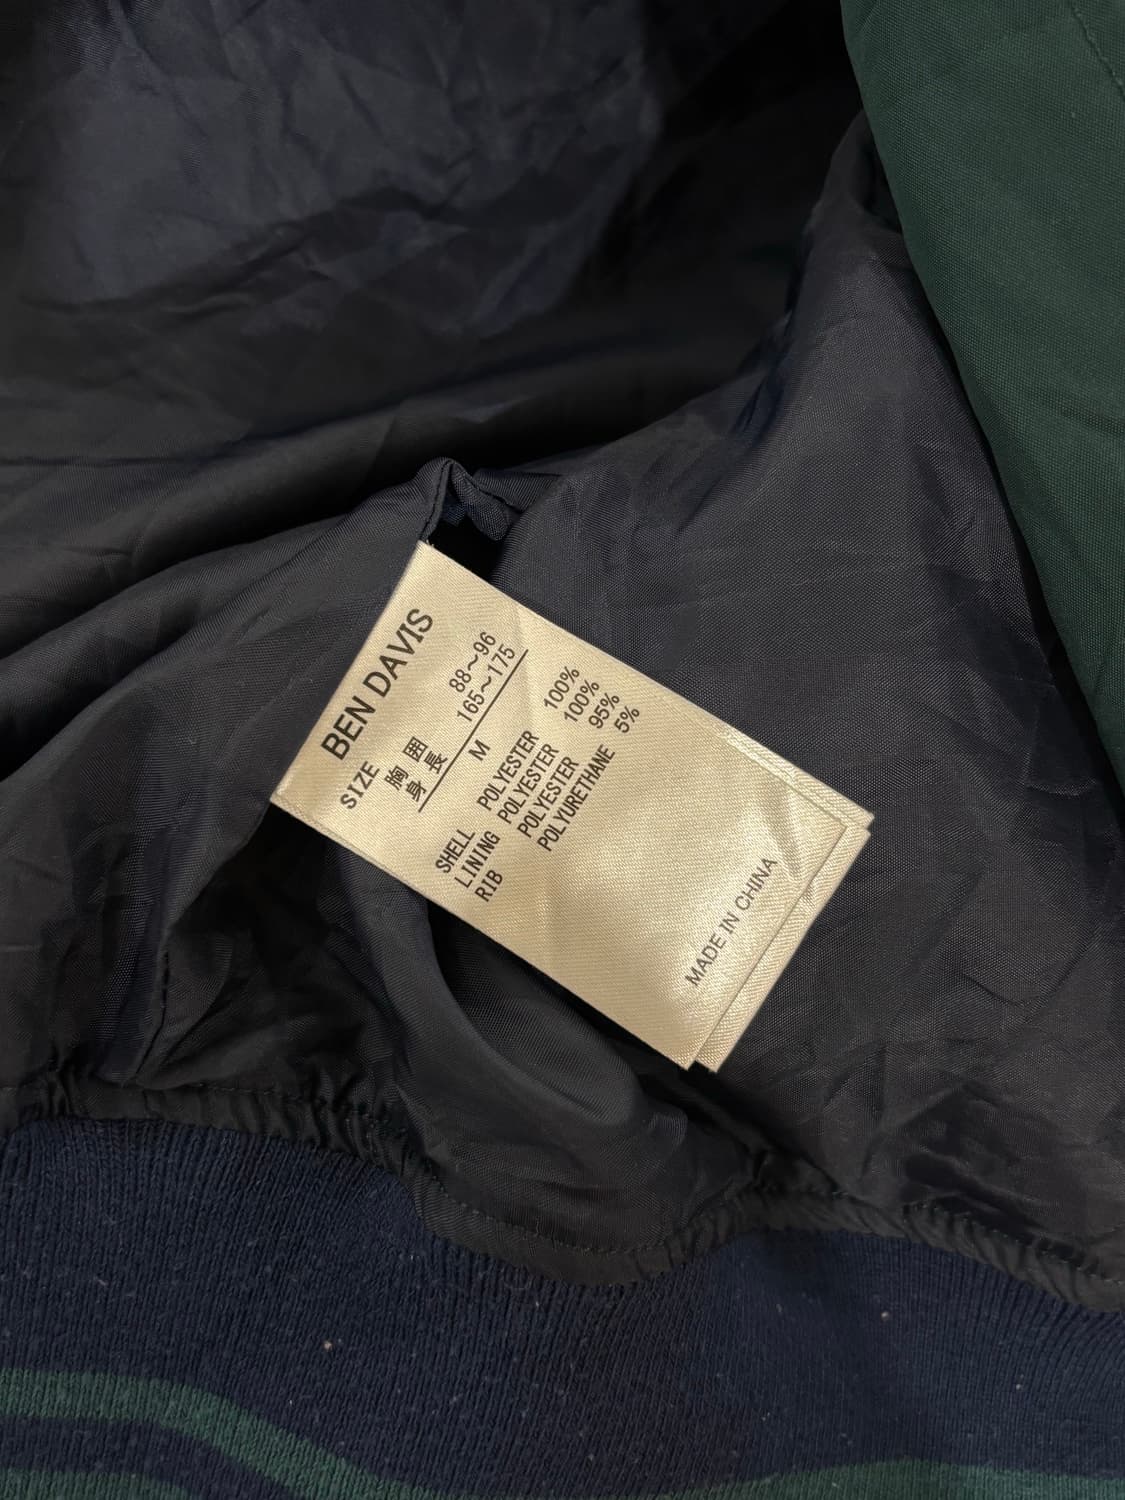 BEN DAVIS
SIZE
胸囲 88～96
身長 165～175
M
SHELL POLYESTER 100%
LINING POLYESTER 100%
RIB POLYESTER 95%
POLYURETHANE 5%
MADE IN CHINA